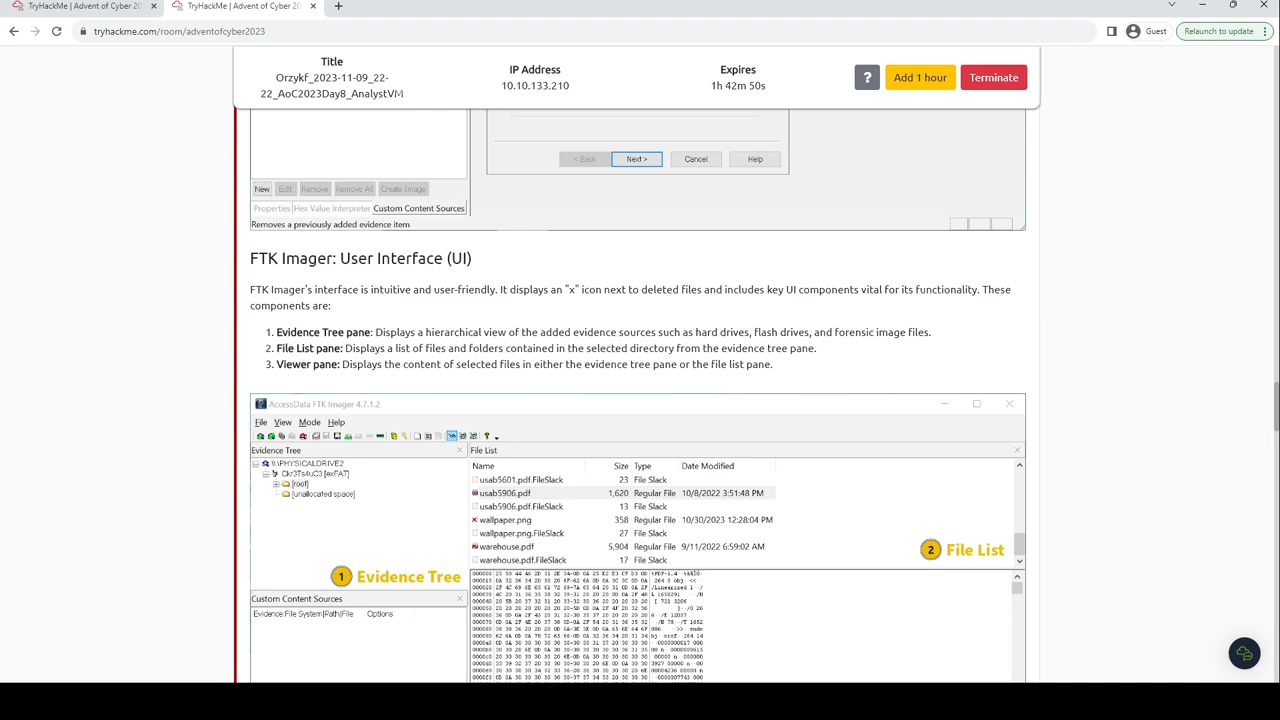 TryHackMe | Advent of Cyber 20
TryHackMe | Advent of Cyber 20
tryhackme.com/room/adventofcyber2023
Guest
Relaunch to update
Title
Orzykf_2023-11-09_22-
22_AoC2023Day8_AnalystVM
IP Address
10.10.133.210
Expires
1h 42m 50s
?
Add 1 hour
Terminate
< Back
Next >
Cancel
Help
New
Edit
Remove
Remove All
Create Image
Properties
Hex Value Interpreter
Custom Content Sources
Removes a previously added evidence item
FTK Imager: User Interface (UI)
FTK Imager's interface is intuitive and user-friendly. It displays an "x" icon next to deleted files and includes key UI components vital for its functionality. These
components are:
1. Evidence Tree pane: Displays a hierarchical view of the added evidence sources such as hard drives, flash drives, and forensic image files.
2. File List pane: Displays a list of files and folders contained in the selected directory from the evidence tree pane.
3. Viewer pane: Displays the content of selected files in either the evidence tree pane or the file list pane.
AccessData FTK Imager 4.7.1.2
File View Mode Help
Evidence Tree
\\.\PHYSICALDRIVE2
Ckr3Ts4uC3 [exFAT]
[root]
[unallocated space]
1 Evidence Tree
Custom Content Sources
Evidence:File System|Path|File Options
File List
Name Size Type Date Modified
usab5601.pdf.FileSlack 23 File Slack
usab5906.pdf 1,620 Regular File 10/8/2022 3:51:48 PM
usab5906.pdf.FileSlack 13 File Slack
wallpaper.png 358 Regular File 10/30/2023 12:28:04 PM
wallpaper.png.FileSlack 27 File Slack
warehouse.pdf 5,904 Regular File 9/11/2022 6:59:02 AM
warehouse.pdf.FileSlack 17 File Slack
2 File List